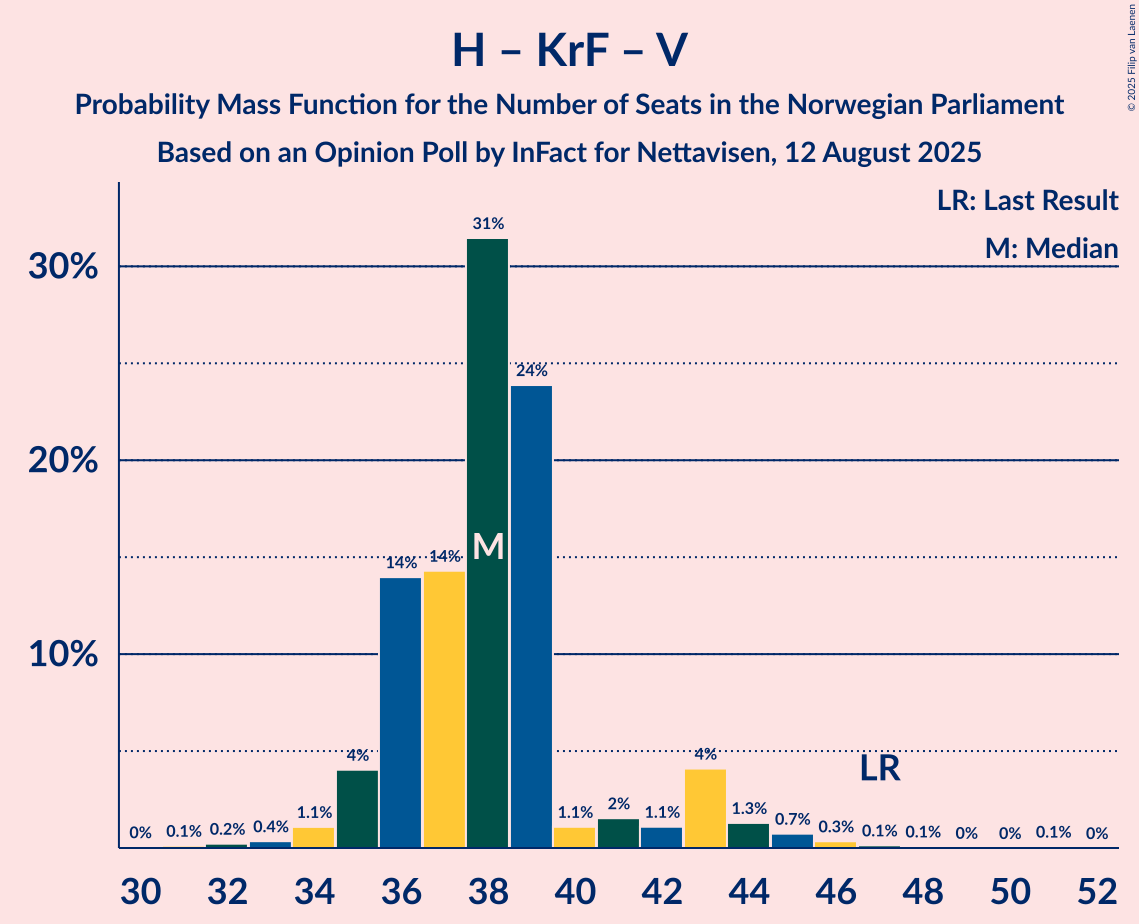 H – KrF – V
Probability Mass Function for the Number of Seats in the Norwegian Parliament
Based on an Opinion Poll by InFact for Nettavisen, 12 August 2025
© 2025 Filip van Laenen
LR: Last Result
M: Median
30%
20%
10%
0%
0.1%
0.2%
0.4%
1.1%
4%
14%
14%
31%
24%
1.1%
2%
1.1%
4%
1.3%
0.7%
0.3%
0.1%
0.1%
0%
0%
0.1%
0%
M
LR
30 32 34 36 38 40 42 44 46 48 50 52